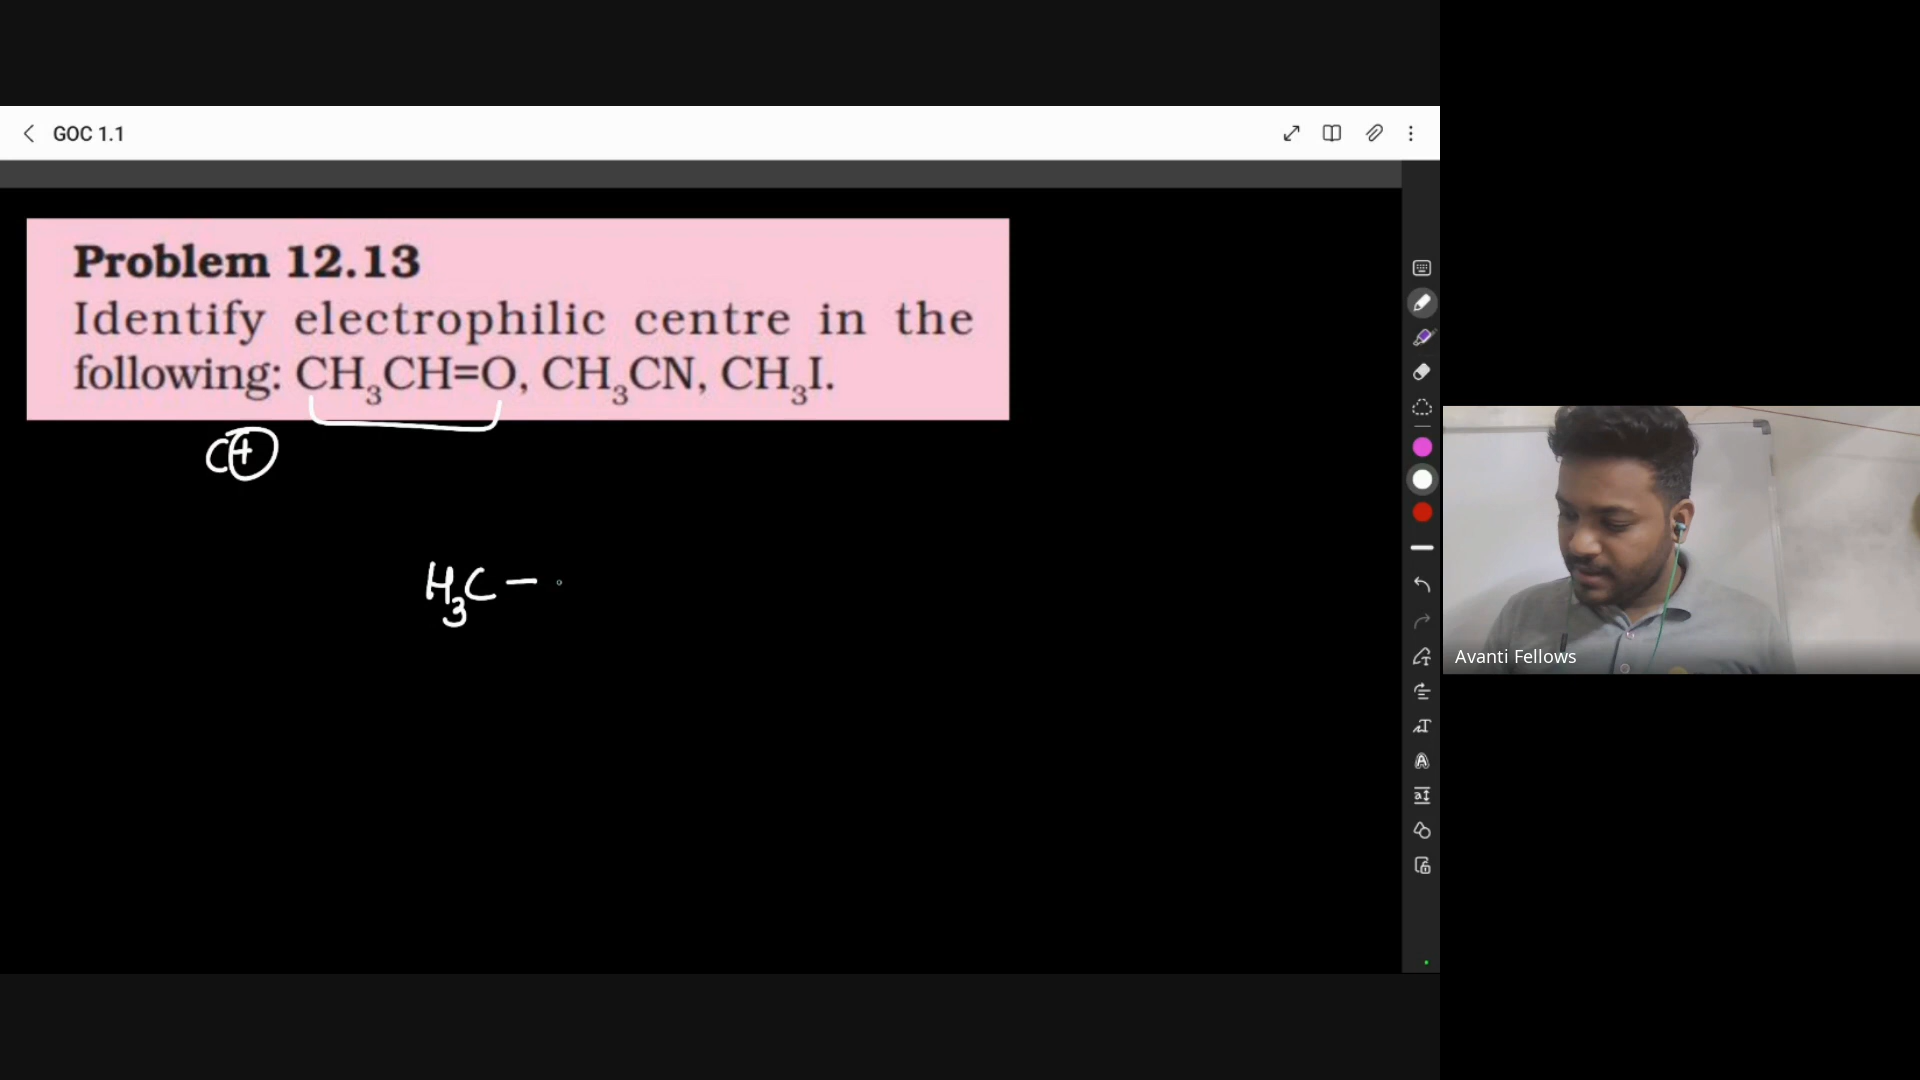 GOC 1.1
Problem 12.13
Identify electrophilic centre in the
following: CH₃CH=O, CH₃CN, CH₃I.
C⊕
H₃C –
Avanti Fellows